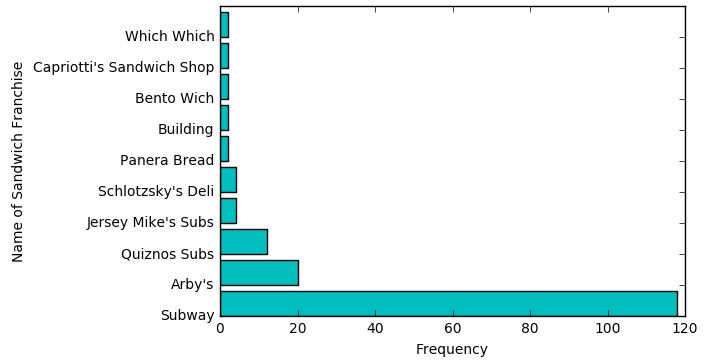 Name of Sandwich Franchise
Which Which
Capriotti's Sandwich Shop
Bento Wich
Building
Panera Bread
Schlotzsky's Deli
Jersey Mike's Subs
Quiznos Subs
Arby's
Subway
0 20 40 60 80 100 120
Frequency